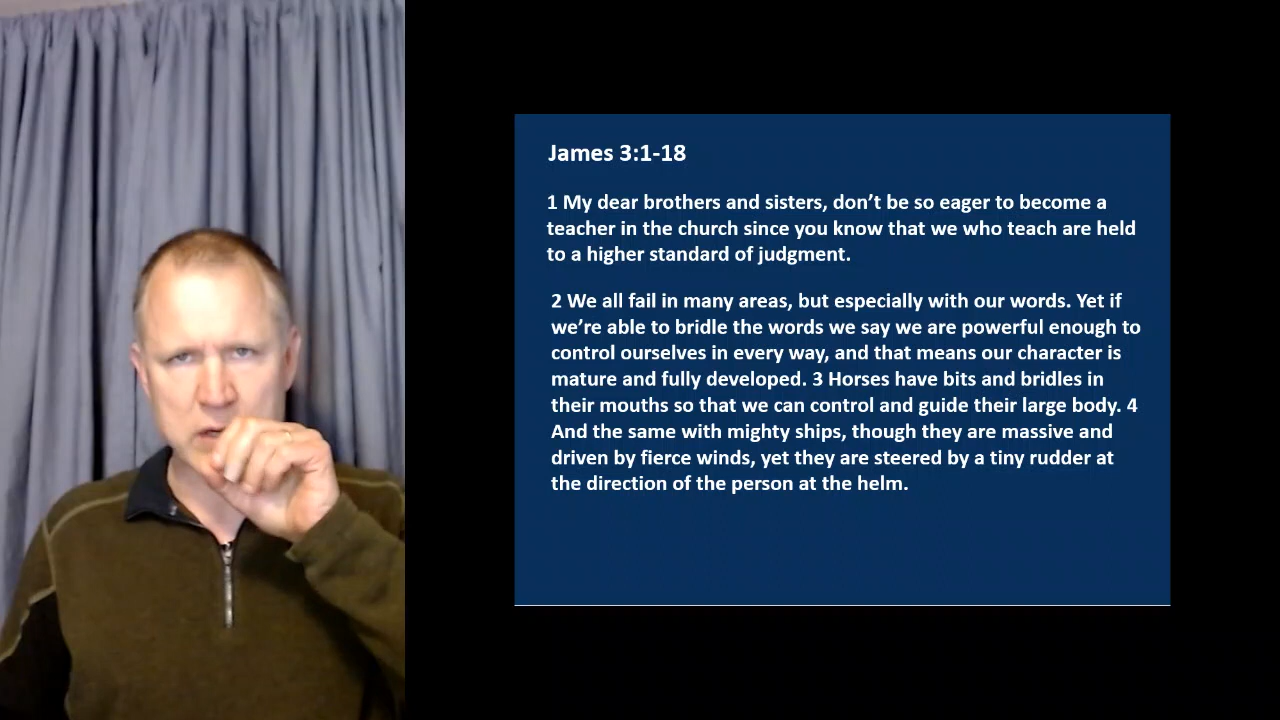 James 3:1-18
1 My dear brothers and sisters, don’t be so eager to become a
teacher in the church since you know that we who teach are held
to a higher standard of judgment.
2 We all fail in many areas, but especially with our words. Yet if
we’re able to bridle the words we say we are powerful enough to
control ourselves in every way, and that means our character is
mature and fully developed. 3 Horses have bits and bridles in
their mouths so that we can control and guide their large body. 4
And the same with mighty ships, though they are massive and
driven by fierce winds, yet they are steered by a tiny rudder at
the direction of the person at the helm.